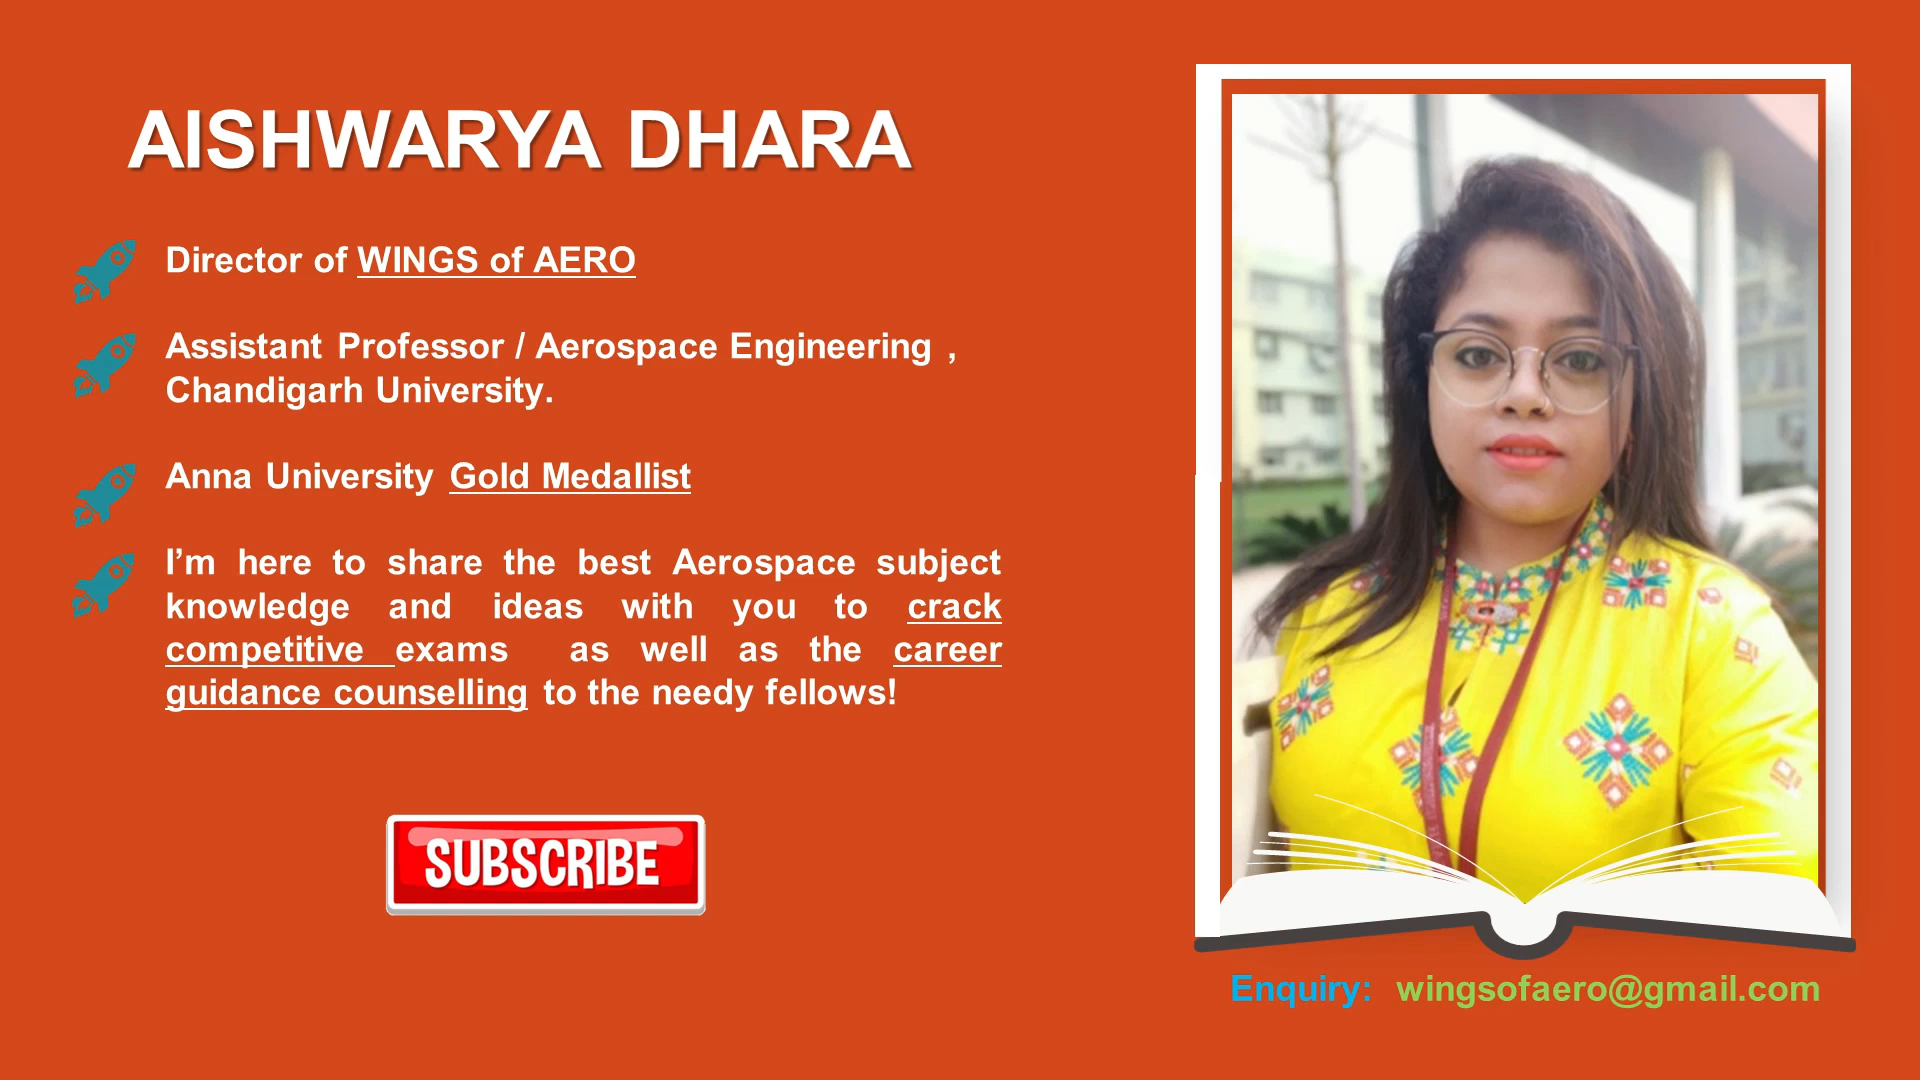 AISHWARYA DHARA
Director of WINGS of AERO
Assistant Professor / Aerospace Engineering ,
Chandigarh University.
Anna University Gold Medallist
I’m here to share the best Aerospace subject
knowledge and ideas with you to crack
competitive exams as well as the career
guidance counselling to the needy fellows!
SUBSCRIBE
Enquiry: wingsofaero@gmail.com